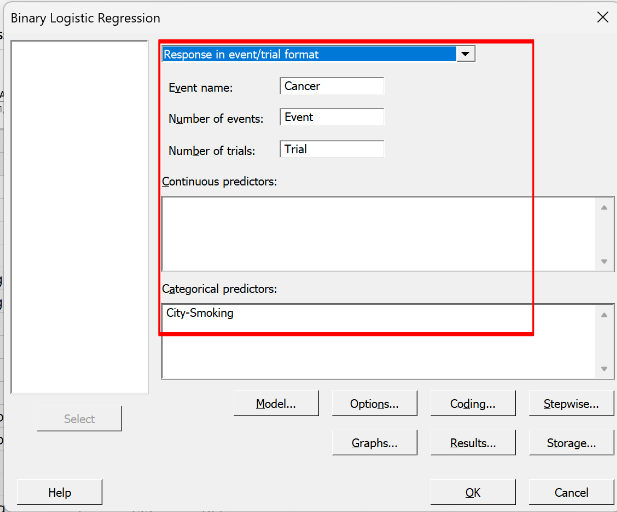 Binary Logistic Regression
Response in event/trial format
Event name: Cancer
Number of events: Event
Number of trials: Trial
Continuous predictors:
Categorical predictors:
City-Smoking
Model... Options... Coding... Stepwise...
Select
Graphs... Results... Storage...
Help OK Cancel